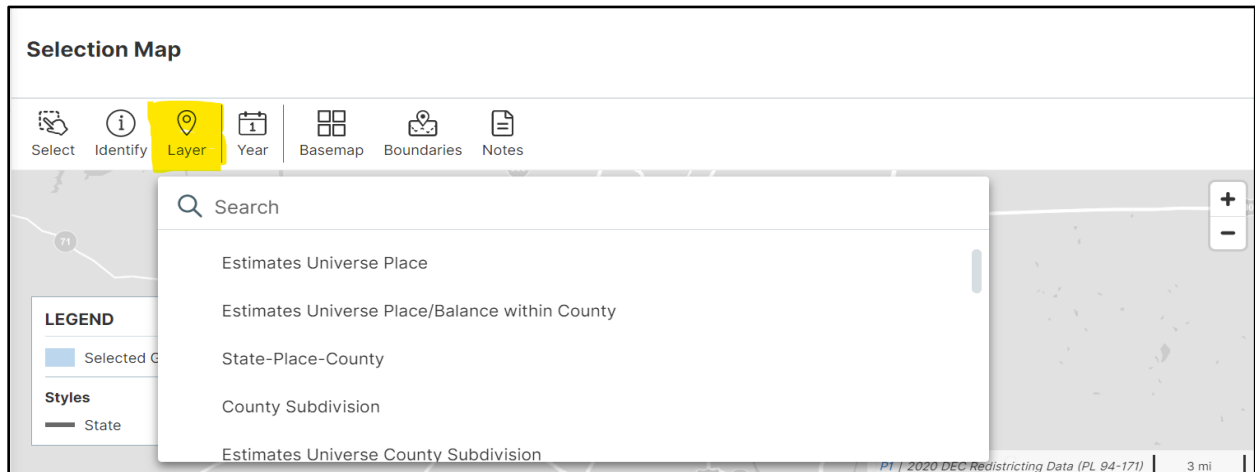 Selection Map
Select Identify Layer 1 Year Basemap Boundaries Notes
Search
71
Estimates Universe Place
Estimates Universe Place/Balance within County
State-Place-County
County Subdivision
Estimates Universe County Subdivision
+
−
LEGEND
Selected G
Styles
State
P1 | 2020 DEC Redistricting Data (PL 94-171)
3 mi